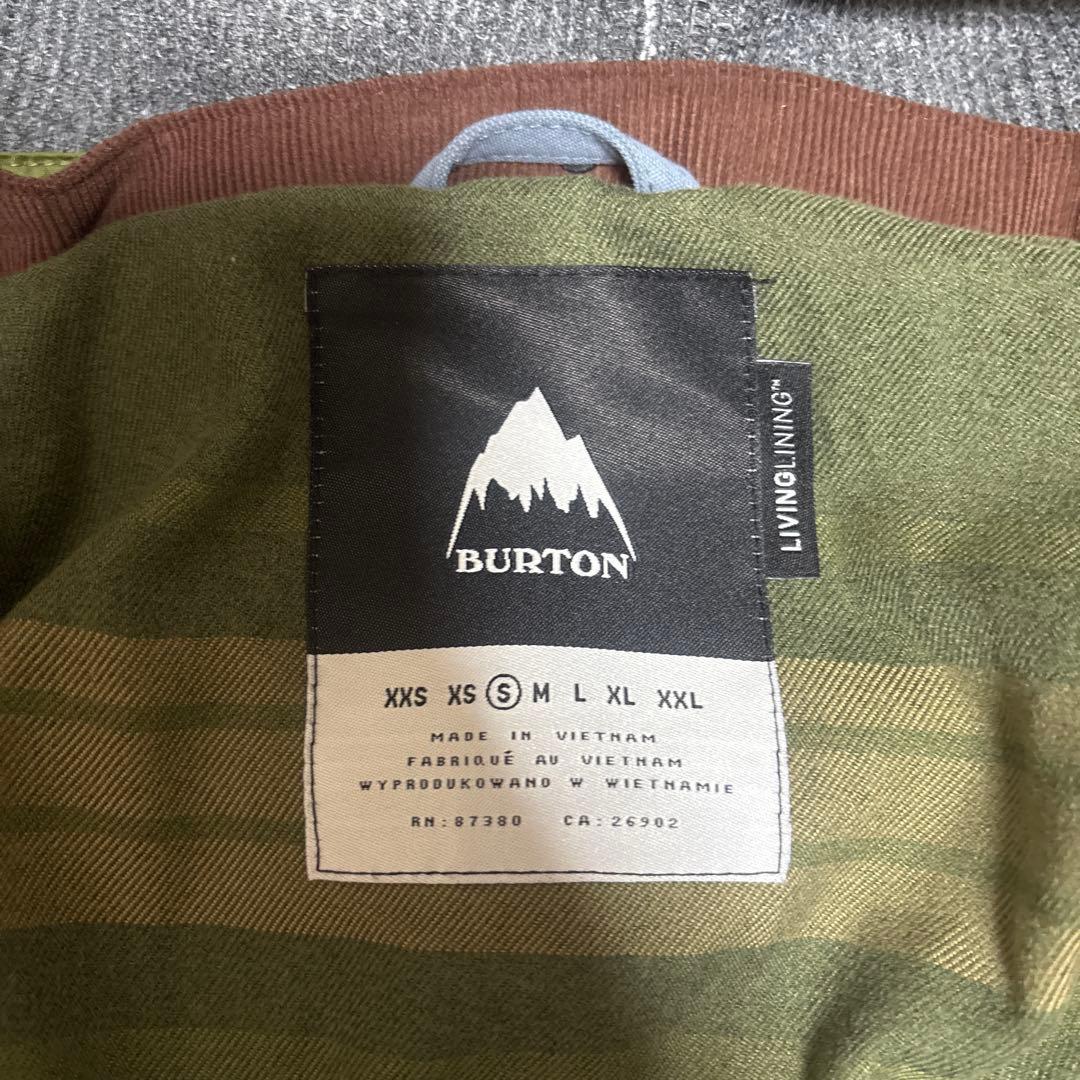 BURTON
LIVINGLINING™
XXS XS S M L XL XXL
MADE IN VIETNAM
FABRIQUÉ AU VIETNAM
WYPRODUKOWANO W WIETNAMIE
RN:87380 CA:26902